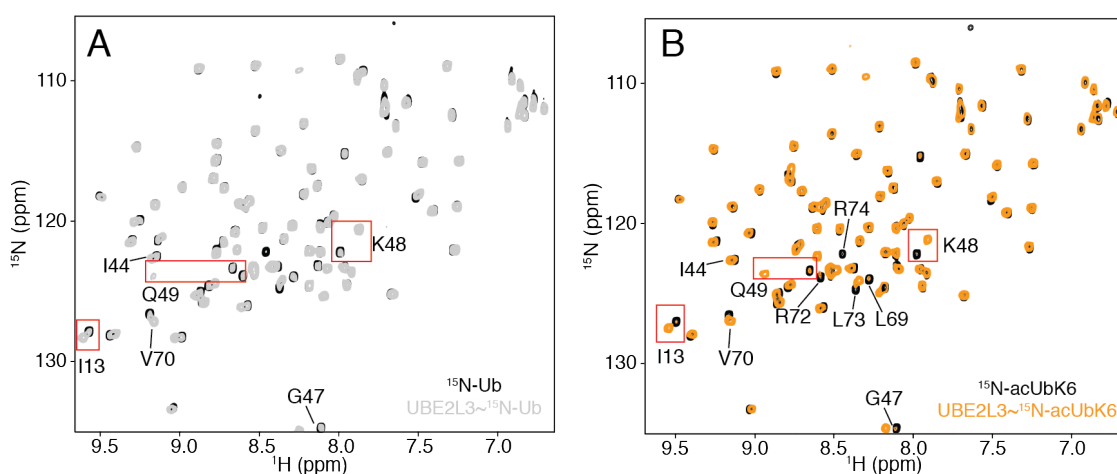 A
110
120
130
¹⁵N (ppm)
I44
Q49
K48
I13
V70
G47
¹⁵N-Ub
UBE2L3~¹⁵N-Ub
9.5 9.0 8.5 8.0 7.5 7.0
¹H (ppm)
B
110
120
130
¹⁵N (ppm)
R74
K48
I44
Q49
R72
L73
L69
I13
V70
G47
¹⁵N-acUbK6
UBE2L3~¹⁵N-acUbK6
9.5 9.0 8.5 8.0 7.5 7.0
¹H (ppm)